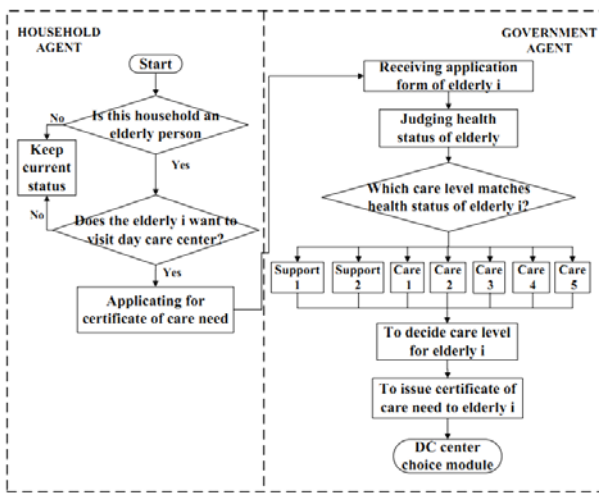 HOUSEHOLD
AGENT
Start
Is this household an
elderly person
No
Yes
Keep
current
status
No
Does the elderly i want to
visit day care center?
Yes
Applicating for
certificate of care need
GOVERNMENT
AGENT
Receiving application
form of elderly i
Judging health
status of elderly
Which care level matches
health status of elderly i?
Support
1
Support
2
Care
1
Care
2
Care
3
Care
4
Care
5
To decide care level
for elderly i
To issue certificate of
care need to elderly i
DC center
choice module